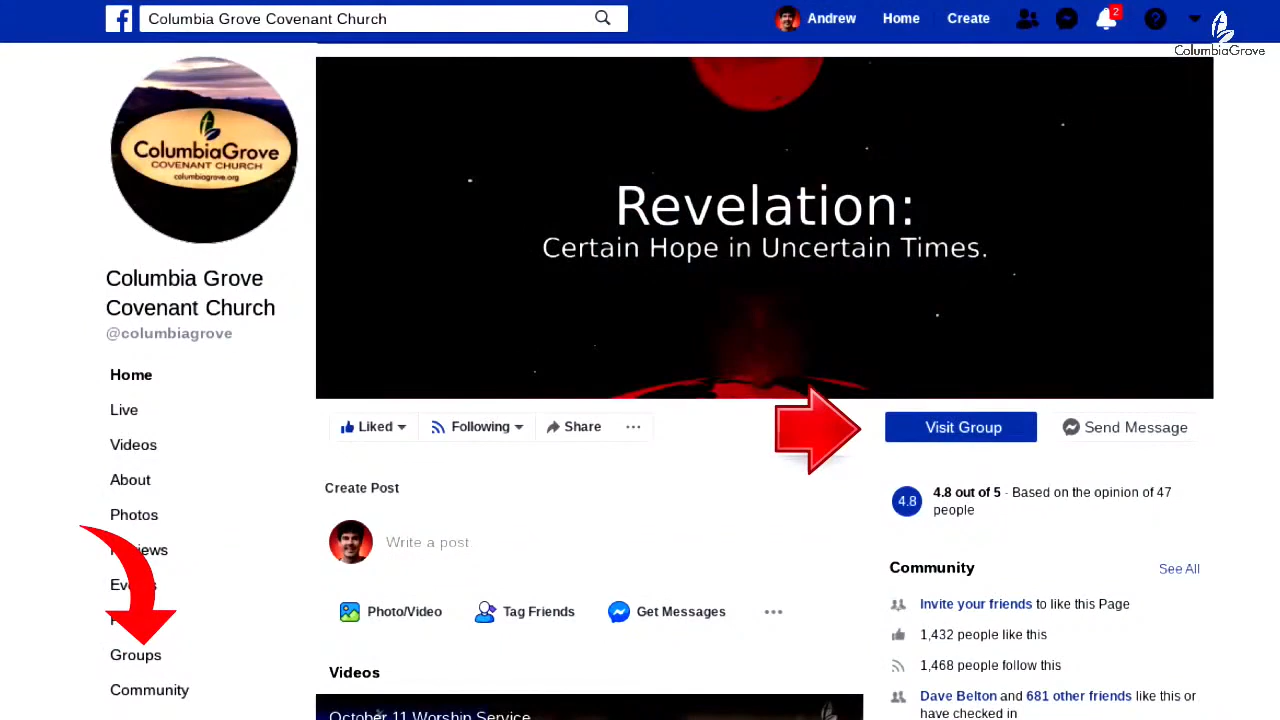 Columbia Grove Covenant Church
Andrew
Home
Create
2
ColumbiaGrove
ColumbiaGrove
COVENANT CHURCH
columbiagrove.org
Revelation:
Certain Hope in Uncertain Times.
Columbia Grove
Covenant Church
@columbiagrove
Home
Live
Videos
About
Photos
Groups
Community
Liked
Following
Share
Visit Group
Send Message
Create Post
Write a post
Photo/Video
Tag Friends
Get Messages
Videos
October 11 Worship Service
4.8
4.8 out of 5 · Based on the opinion of 47
people
Community
See All
Invite your friends to like this Page
1,432 people like this
1,468 people follow this
Dave Belton and 681 other friends like this or
have checked in